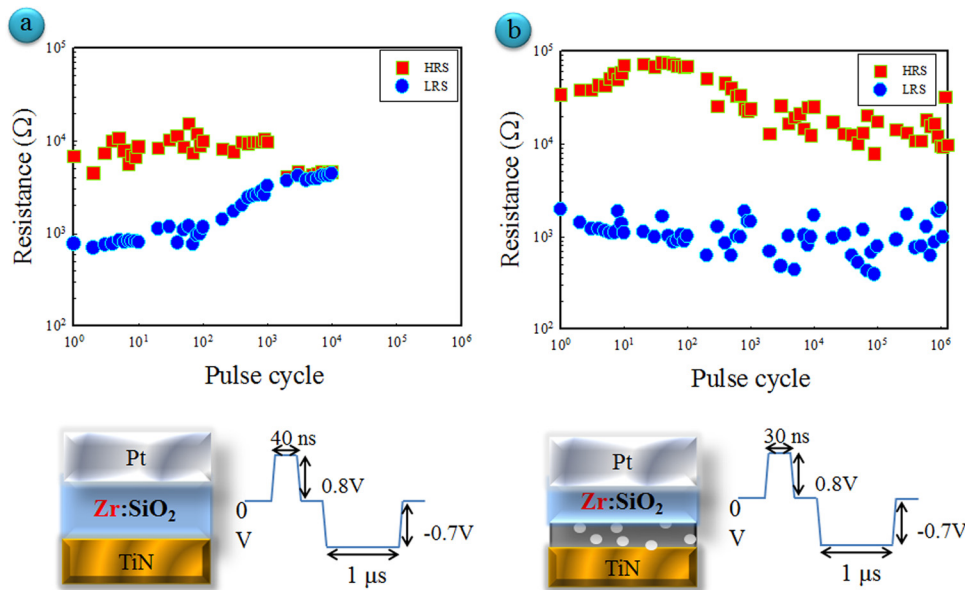 a
10⁵
10⁴
10³
10²
Resistance (Ω)
HRS
LRS
10⁰ 10¹ 10² 10³ 10⁴ 10⁵ 10⁶
Pulse cycle
b
10⁵
10⁴
10³
10²
Resistance (Ω)
HRS
LRS
10⁰ 10¹ 10² 10³ 10⁴ 10⁵ 10⁶
Pulse cycle
Pt
Zr:SiO₂
TiN
40 ns
0.8V
0
V
-0.7V
1 μs
Pt
Zr:SiO₂
TiN
30 ns
0.8V
0
V
-0.7V
1 μs